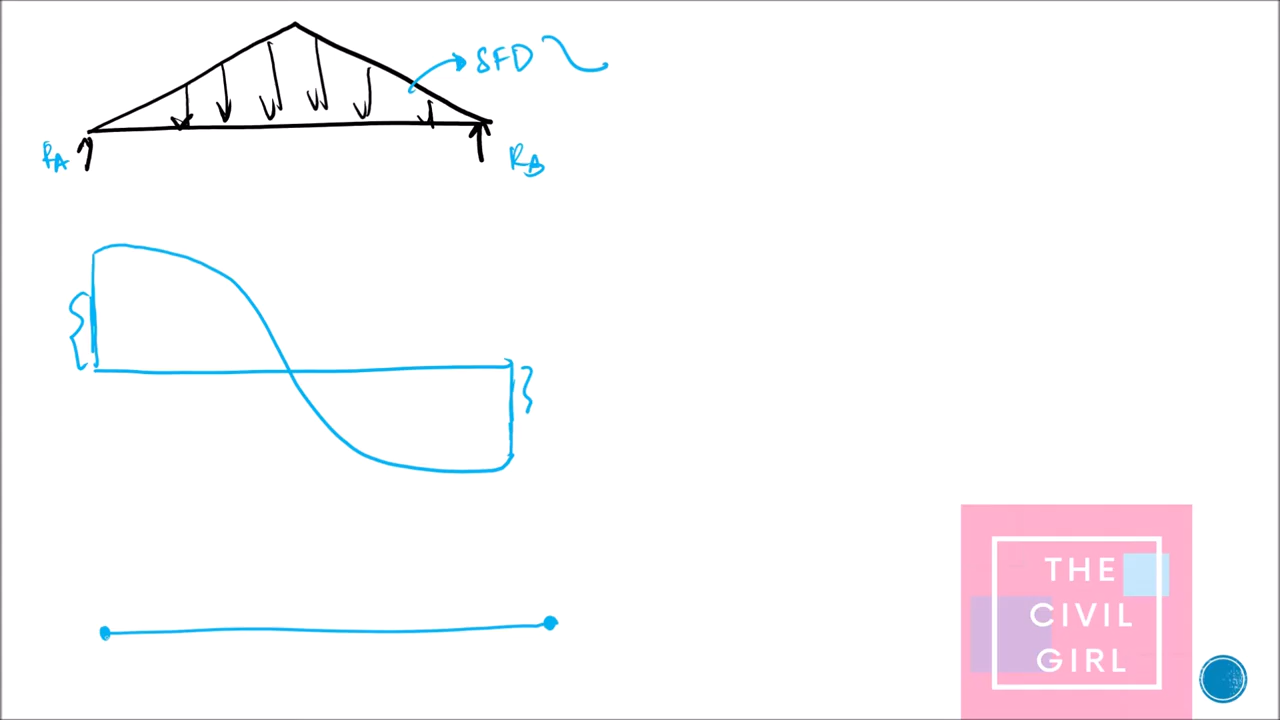 SFD
RA
RB
THE
CIVIL
GIRL